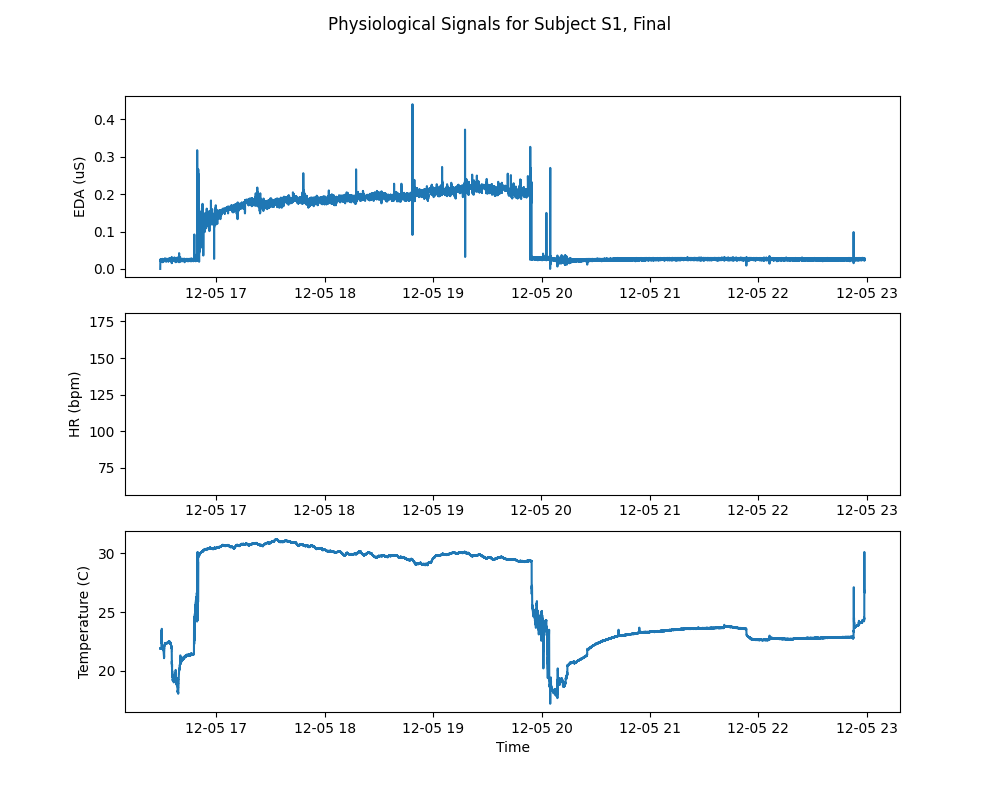 Physiological Signals for Subject S1, Final
EDA (uS)
0.4
0.3
0.2
0.1
0.0
12-05 17 12-05 18 12-05 19 12-05 20 12-05 21 12-05 22 12-05 23
HR (bpm)
175
150
125
100
75
12-05 17 12-05 18 12-05 19 12-05 20 12-05 21 12-05 22 12-05 23
Temperature (C)
30
25
20
12-05 17 12-05 18 12-05 19 12-05 20 12-05 21 12-05 22 12-05 23
Time